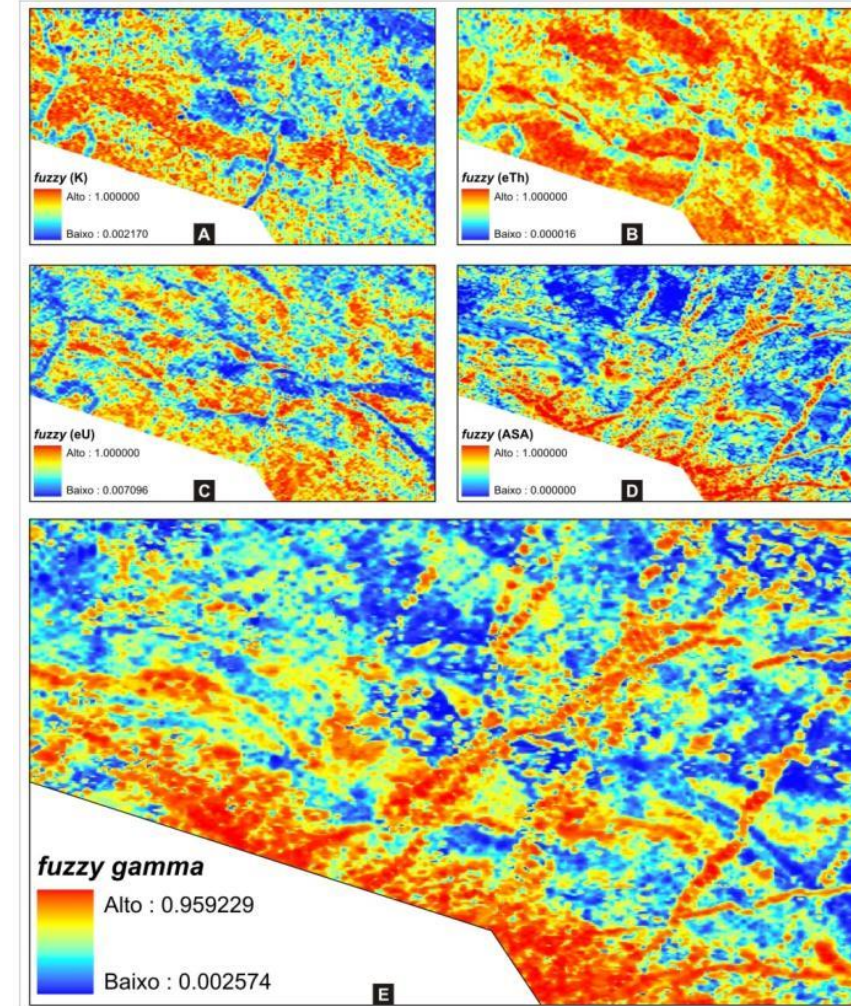 fuzzy (K)
Alto : 1.000000
Baixo : 0.002170
A
fuzzy (eTh)
Alto : 1.000000
Baixo : 0.000016
B
fuzzy (eU)
Alto : 1.000000
Baixo : 0.007096
C
fuzzy (ASA)
Alto : 1.000000
Baixo : 0.000000
D
fuzzy gamma
Alto : 0.959229
Baixo : 0.002574
E